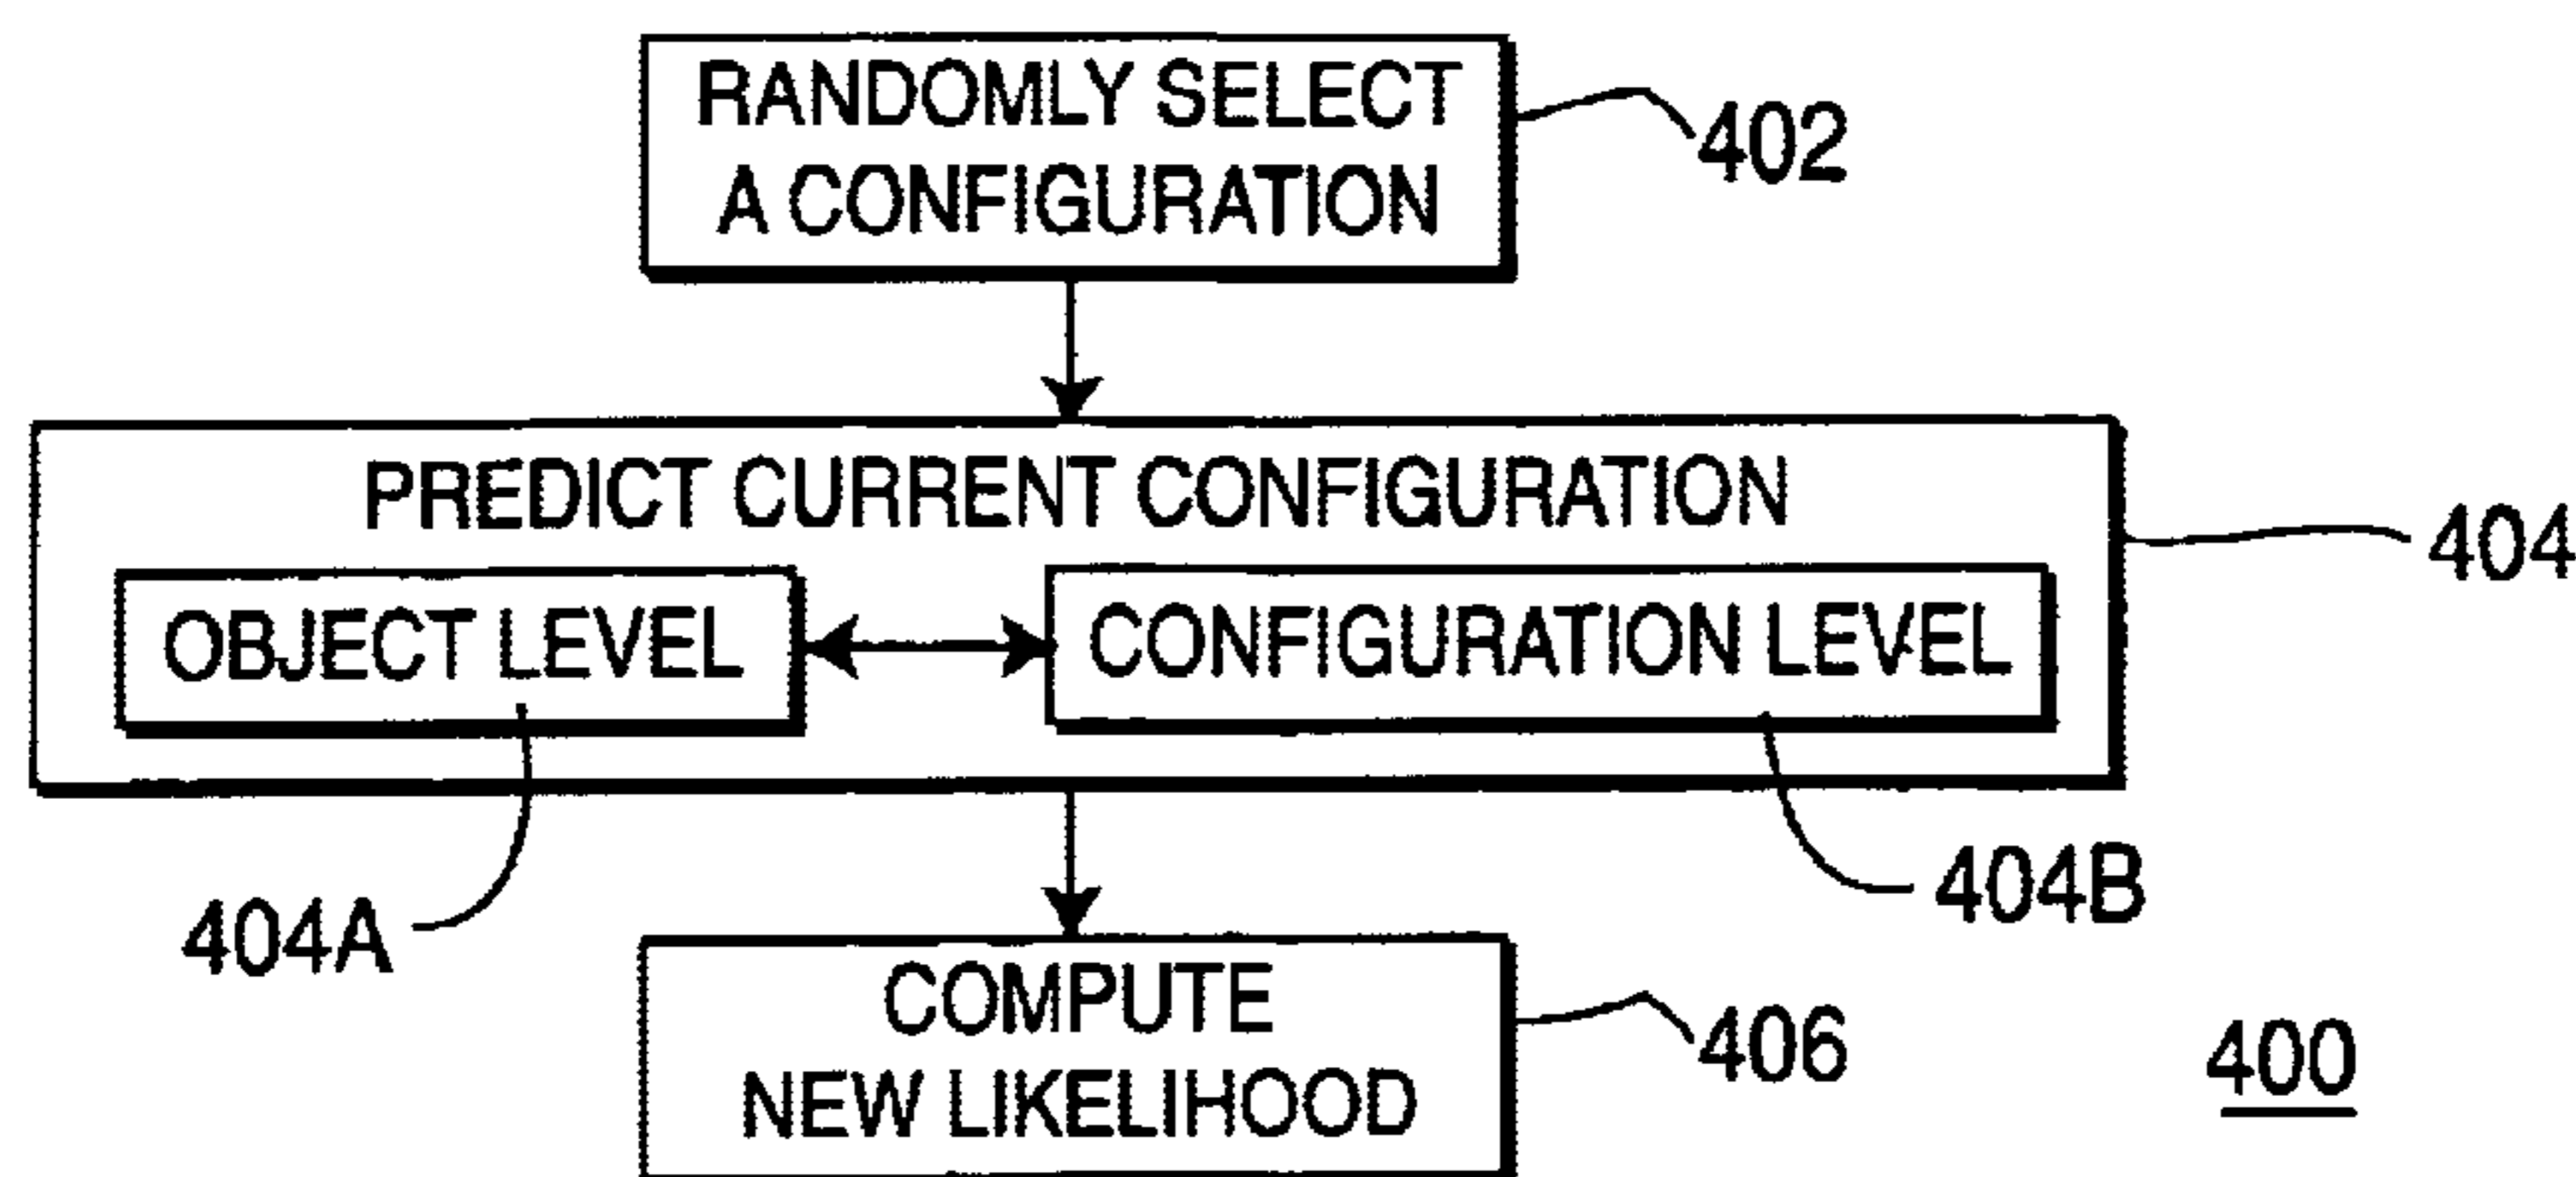 RANDOMLY SELECT
A CONFIGURATION
402
PREDICT CURRENT CONFIGURATION
404
OBJECT LEVEL
CONFIGURATION LEVEL
404A
404B
COMPUTE
NEW LIKELIHOOD
406
400